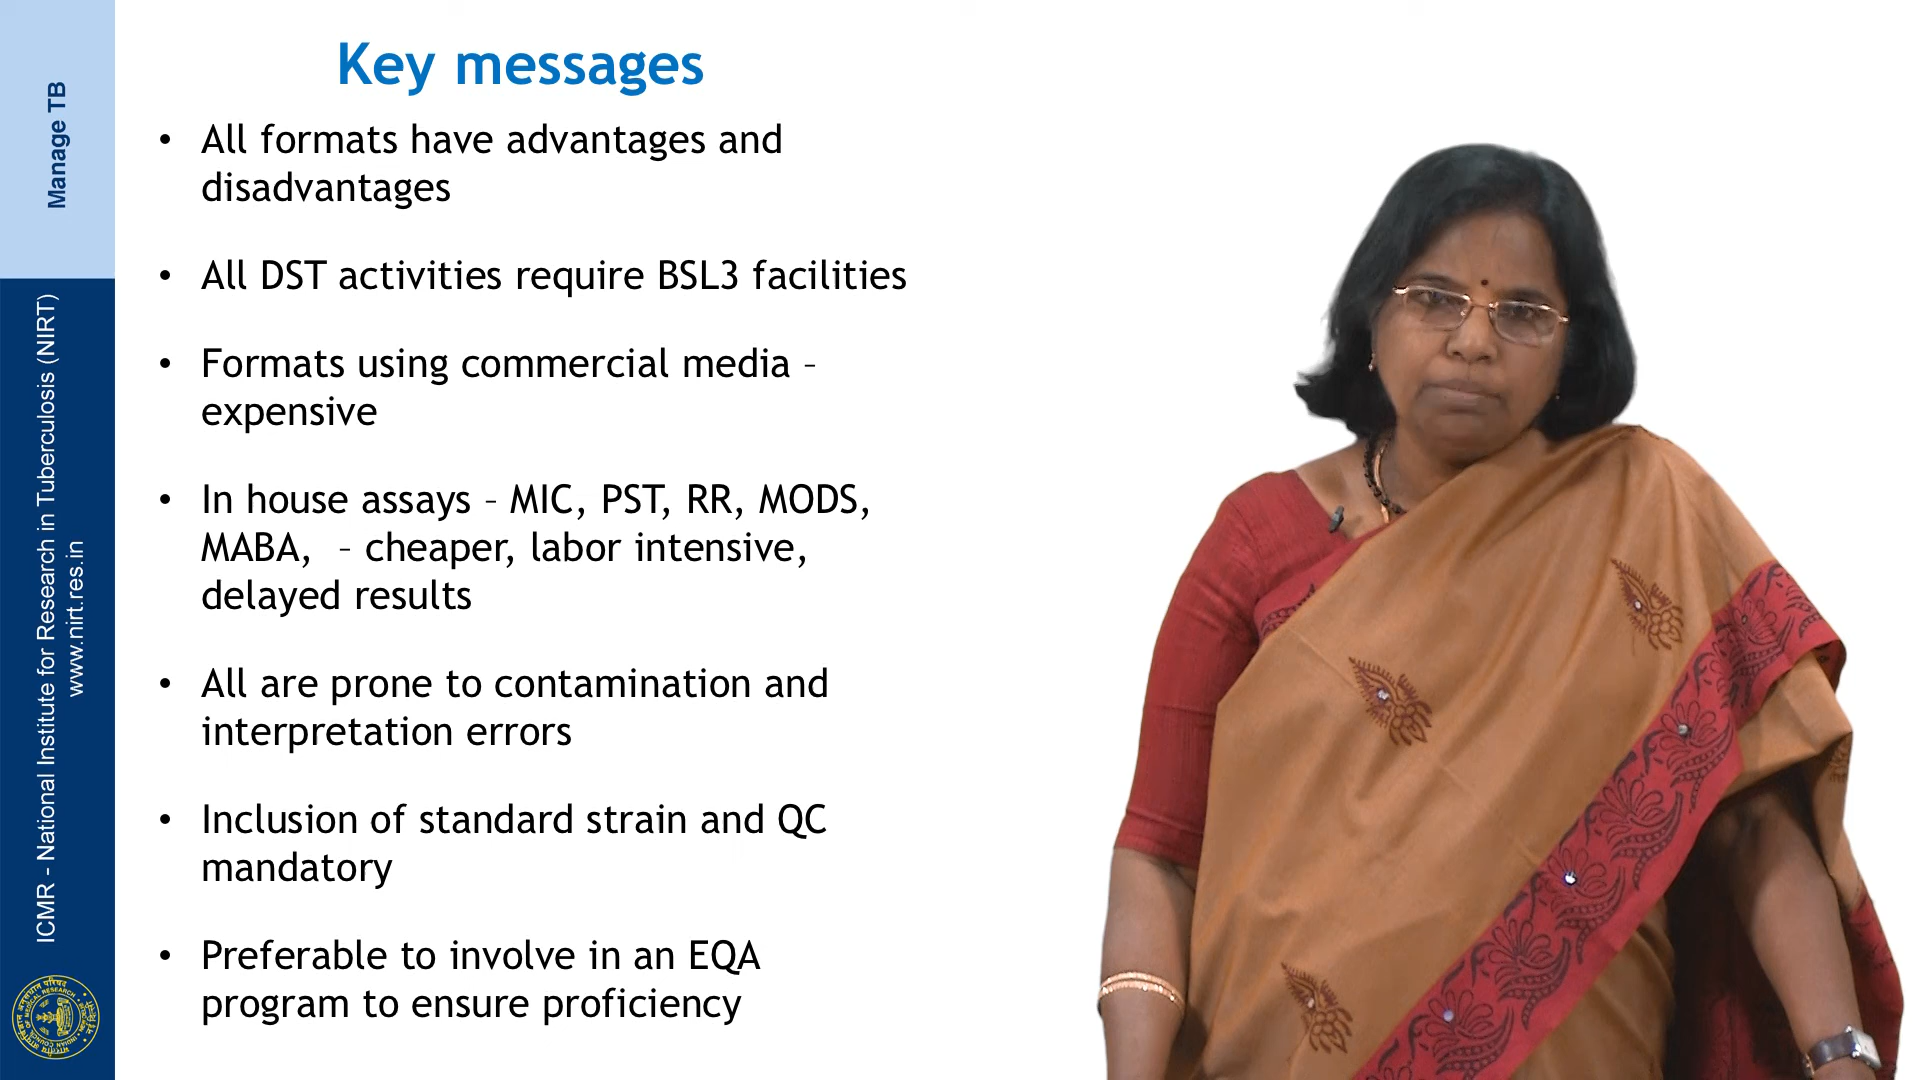 Manage TB
ICMR - National Institute for Research in Tuberculosis (NIRT)
www.nirt.res.in
Key messages
• All formats have advantages and
disadvantages
• All DST activities require BSL3 facilities
• Formats using commercial media –
expensive
• In house assays – MIC, PST, RR, MODS,
MABA,  – cheaper, labor intensive,
delayed results
• All are prone to contamination and
interpretation errors
• Inclusion of standard strain and QC
mandatory
• Preferable to involve in an EQA
program to ensure proficiency